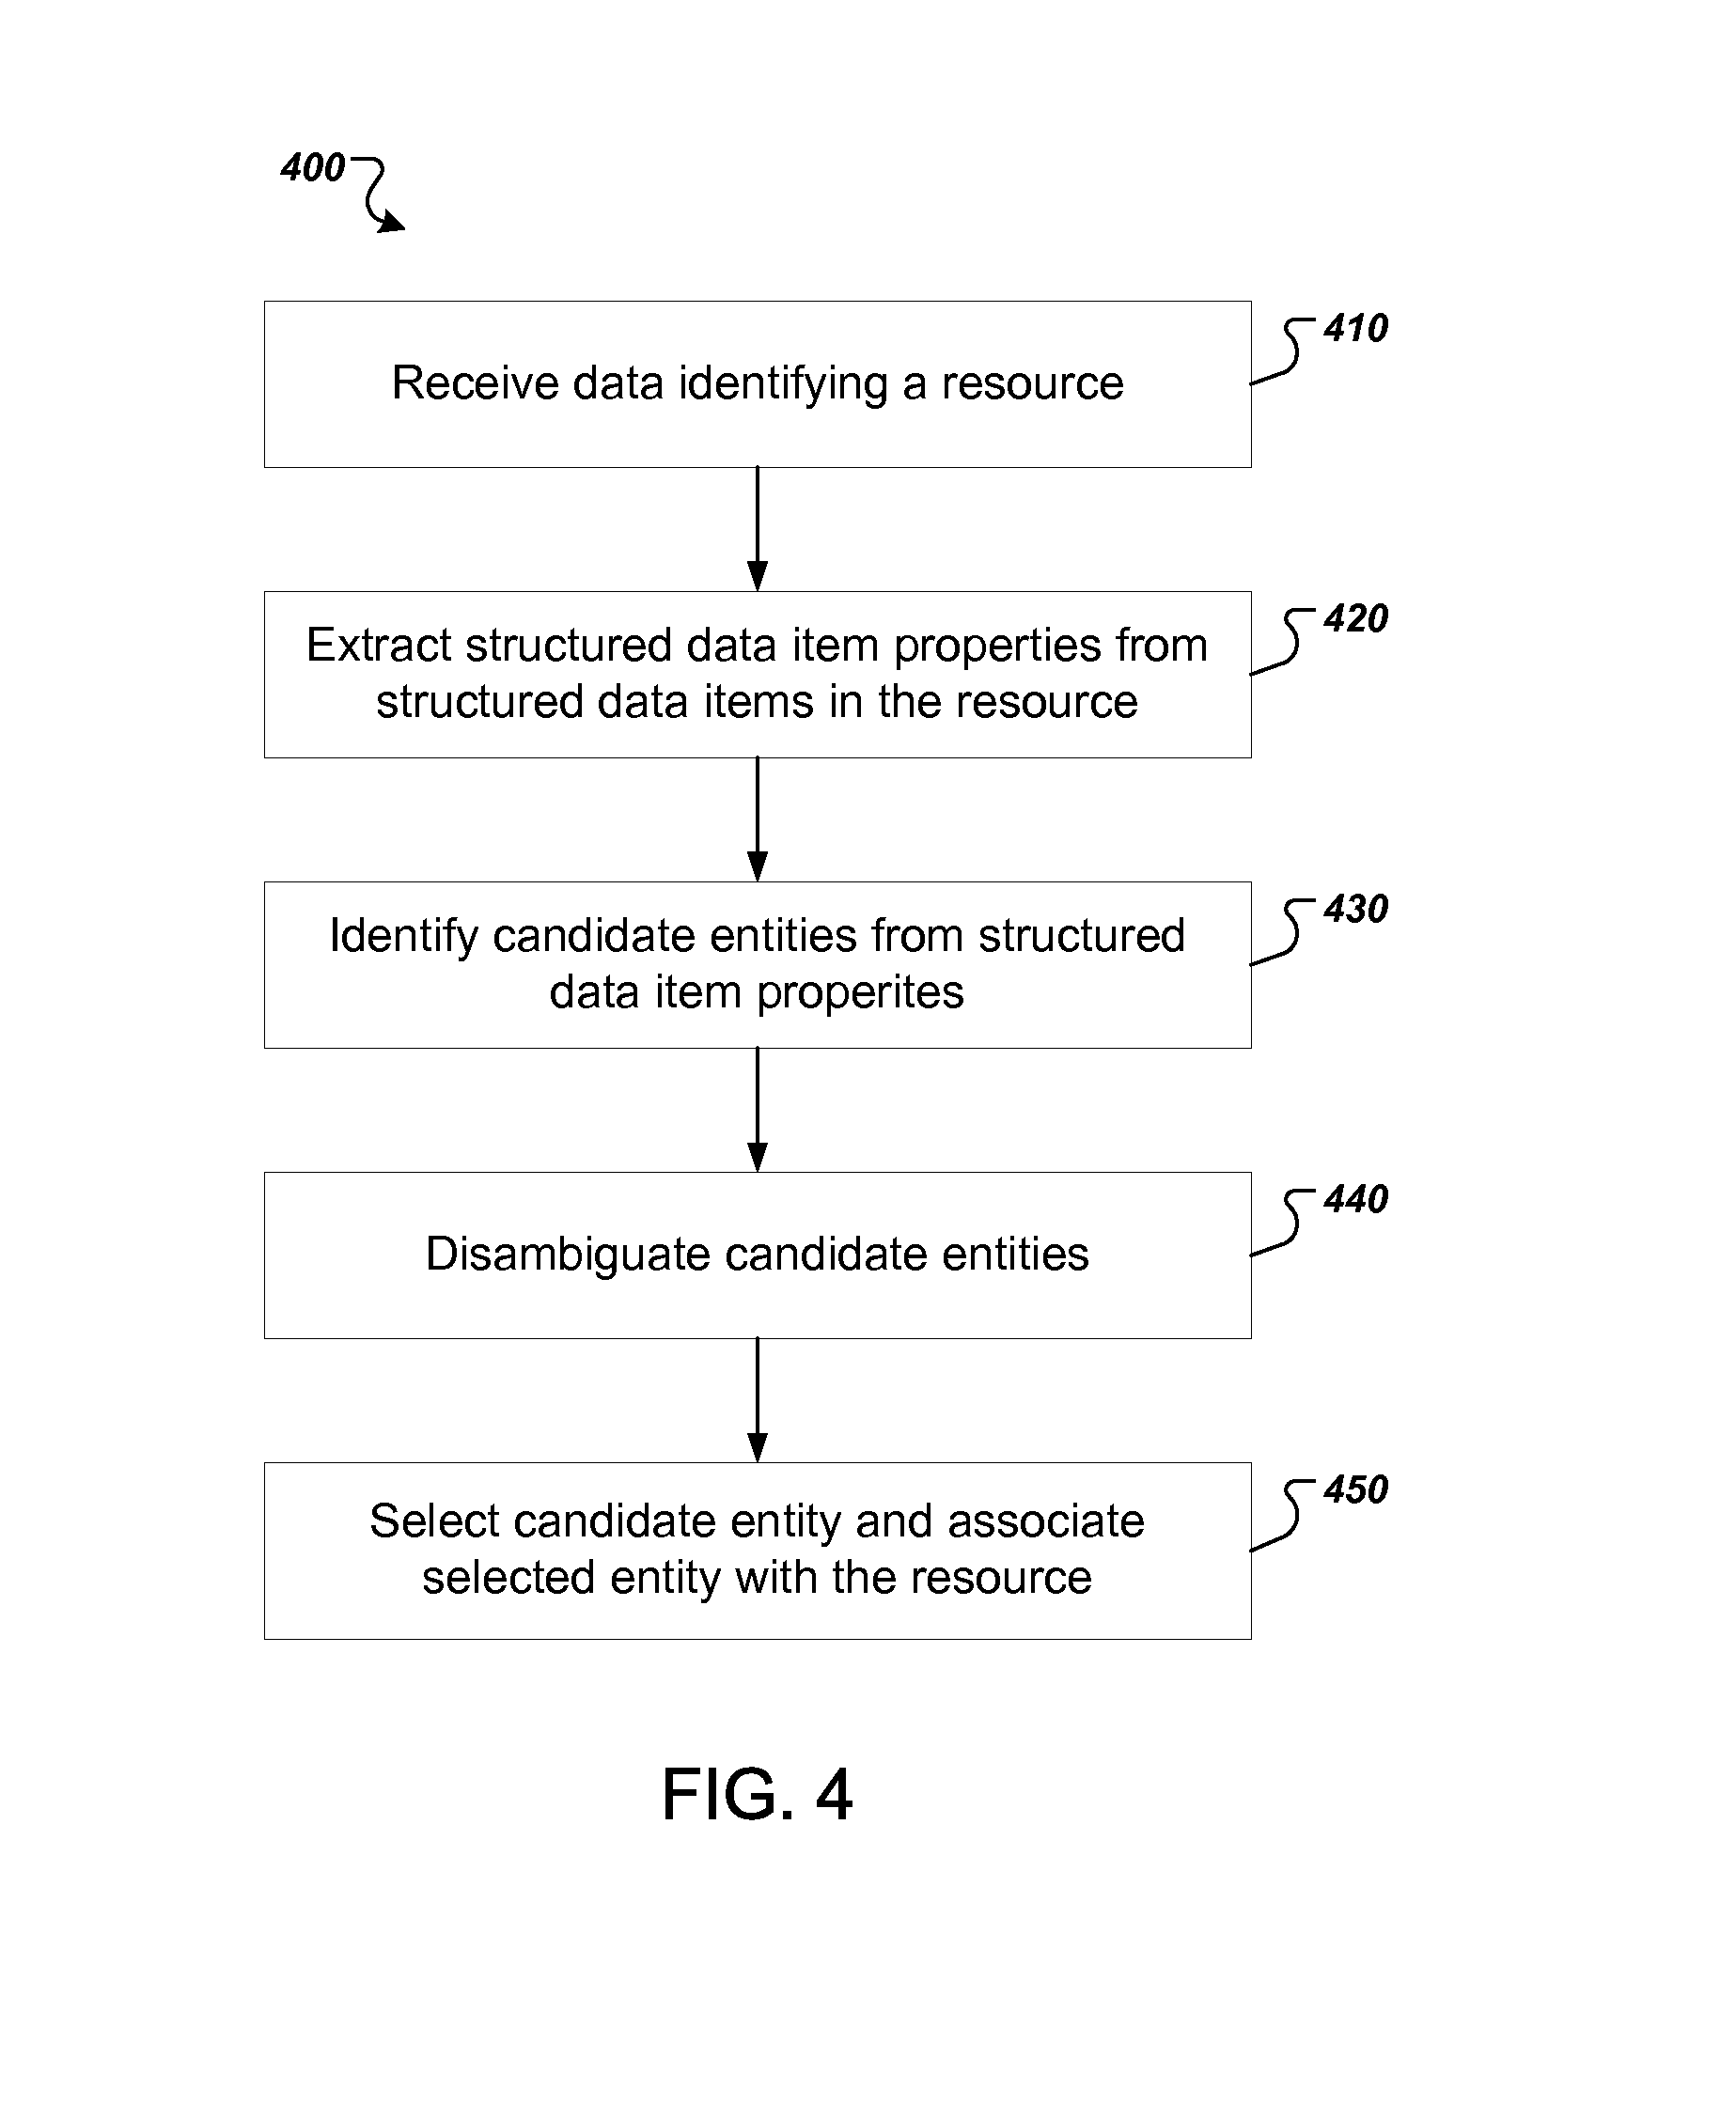 400
Receive data identifying a resource
410
Extract structured data item properties from
structured data items in the resource
420
Identify candidate entities from structured
data item properites
430
Disambiguate candidate entities
440
Select candidate entity and associate
selected entity with the resource
450
FIG. 4